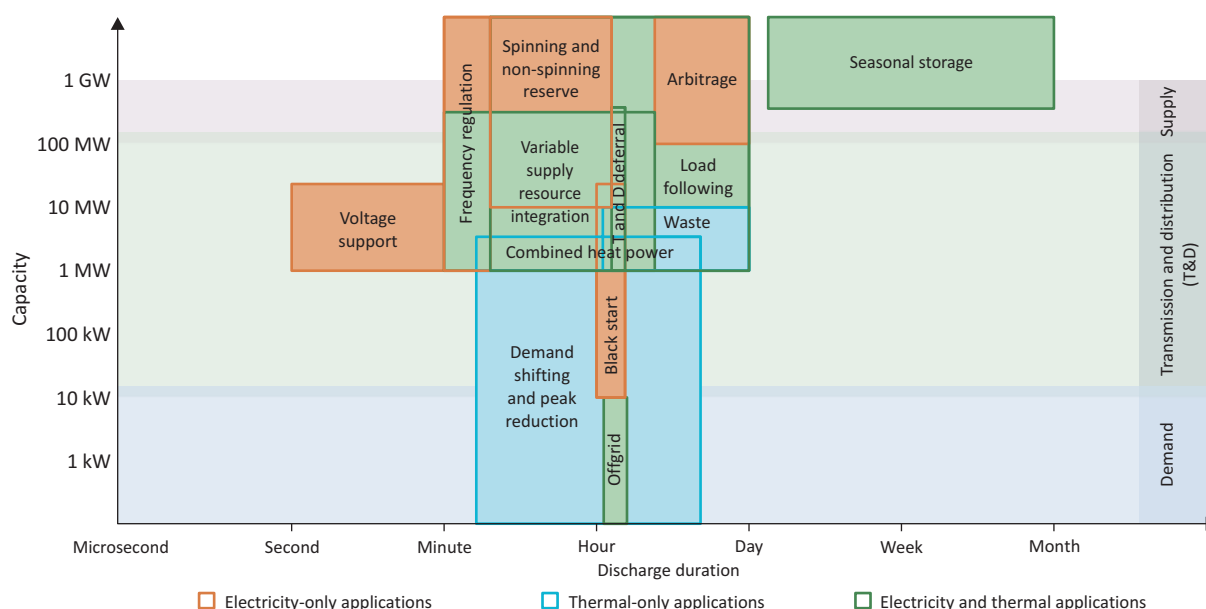 1 GW
100 MW
10 MW
1 MW
100 kW
10 kW
1 kW
Capacity
Frequency regulation
Spinning and
non-spinning
reserve
Arbitrage
Seasonal storage
Variable
supply
resource
integration
T and D deferral
Load
following
Voltage
support
Waste
Combined heat power
Demand
shifting
and peak
reduction
Black start
Offgrid
Supply
Transmission and distribution
(T&D)
Demand
Microsecond
Second
Minute
Hour
Day
Week
Month
Discharge duration
Electricity-only applications
Thermal-only applications
Electricity and thermal applications